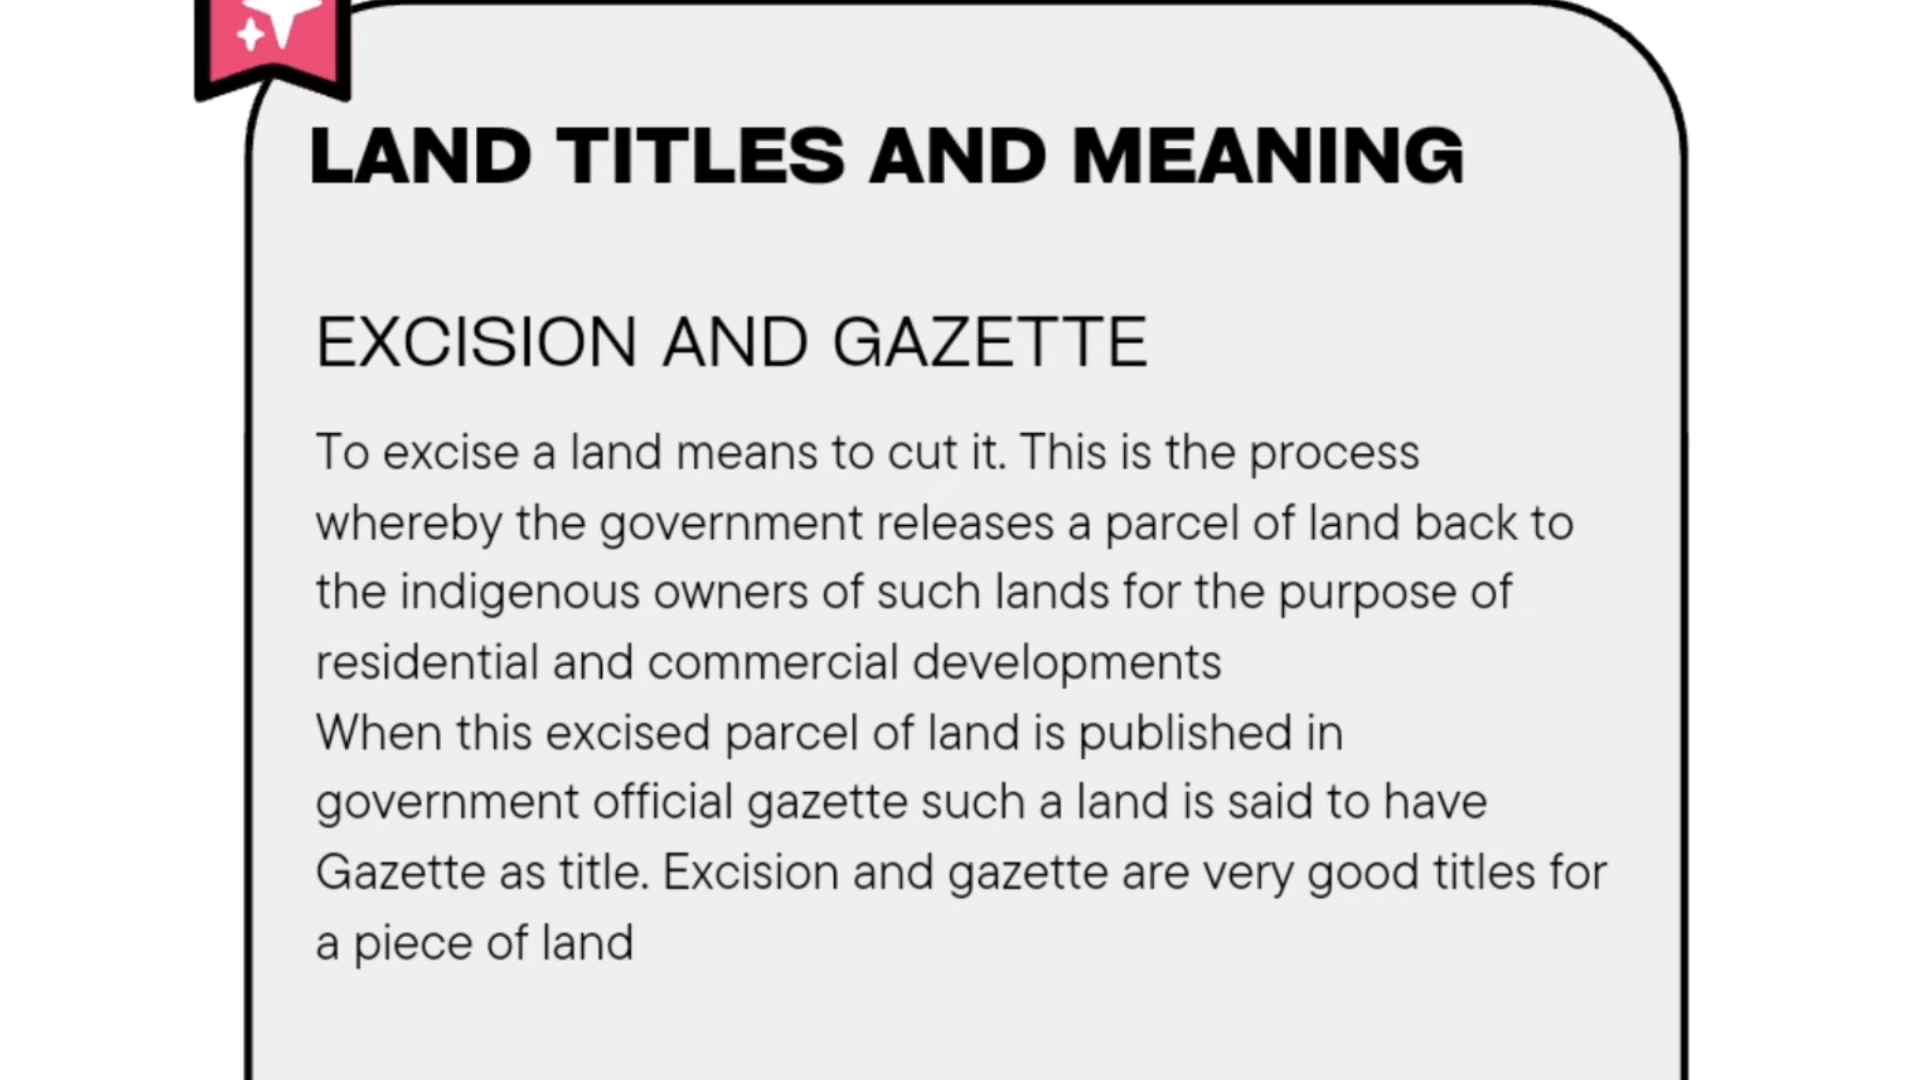 LAND TITLES AND MEANING
EXCISION AND GAZETTE
To excise a land means to cut it. This is the process
whereby the government releases a parcel of land back to
the indigenous owners of such lands for the purpose of
residential and commercial developments
When this excised parcel of land is published in
government official gazette such a land is said to have
Gazette as title. Excision and gazette are very good titles for
a piece of land